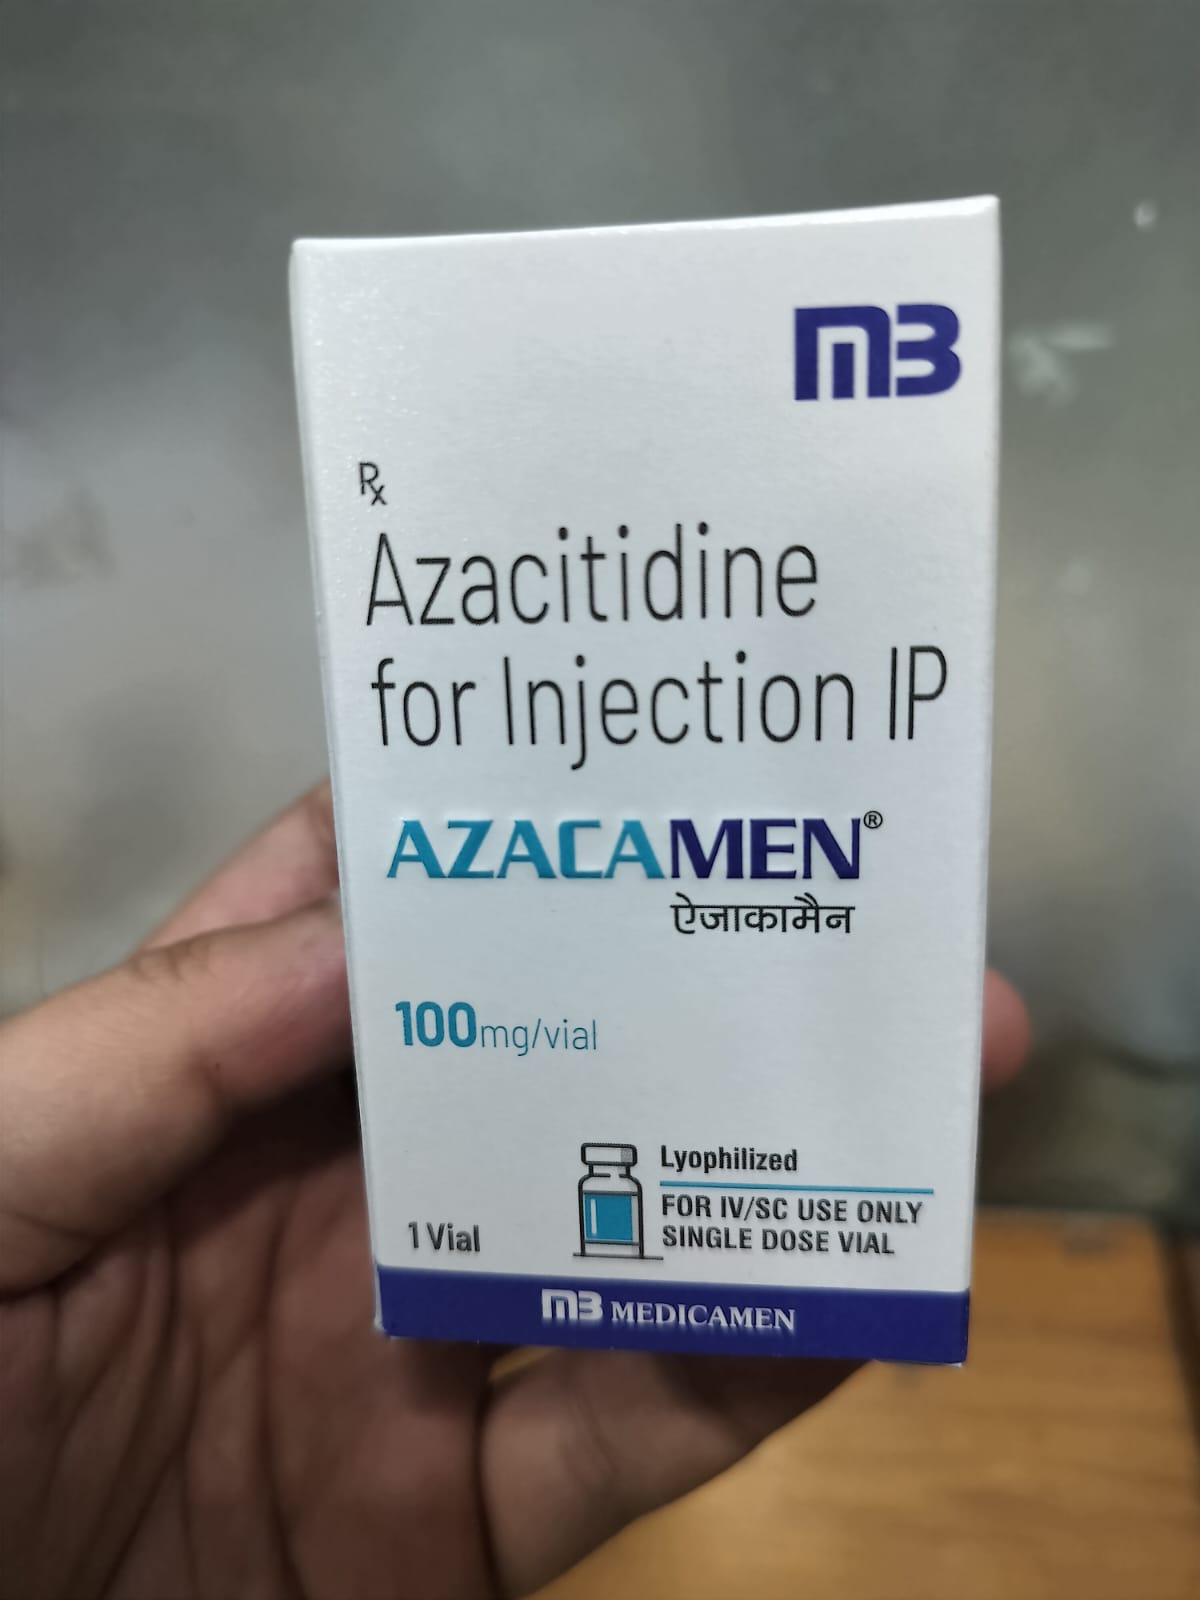 MB
Rx
Azacitidine
for Injection IP
AZACAMEN®
ऐजाकामैन
100mg/vial
Lyophilized
FOR IV/SC USE ONLY
SINGLE DOSE VIAL
1 Vial
MB MEDICAMEN